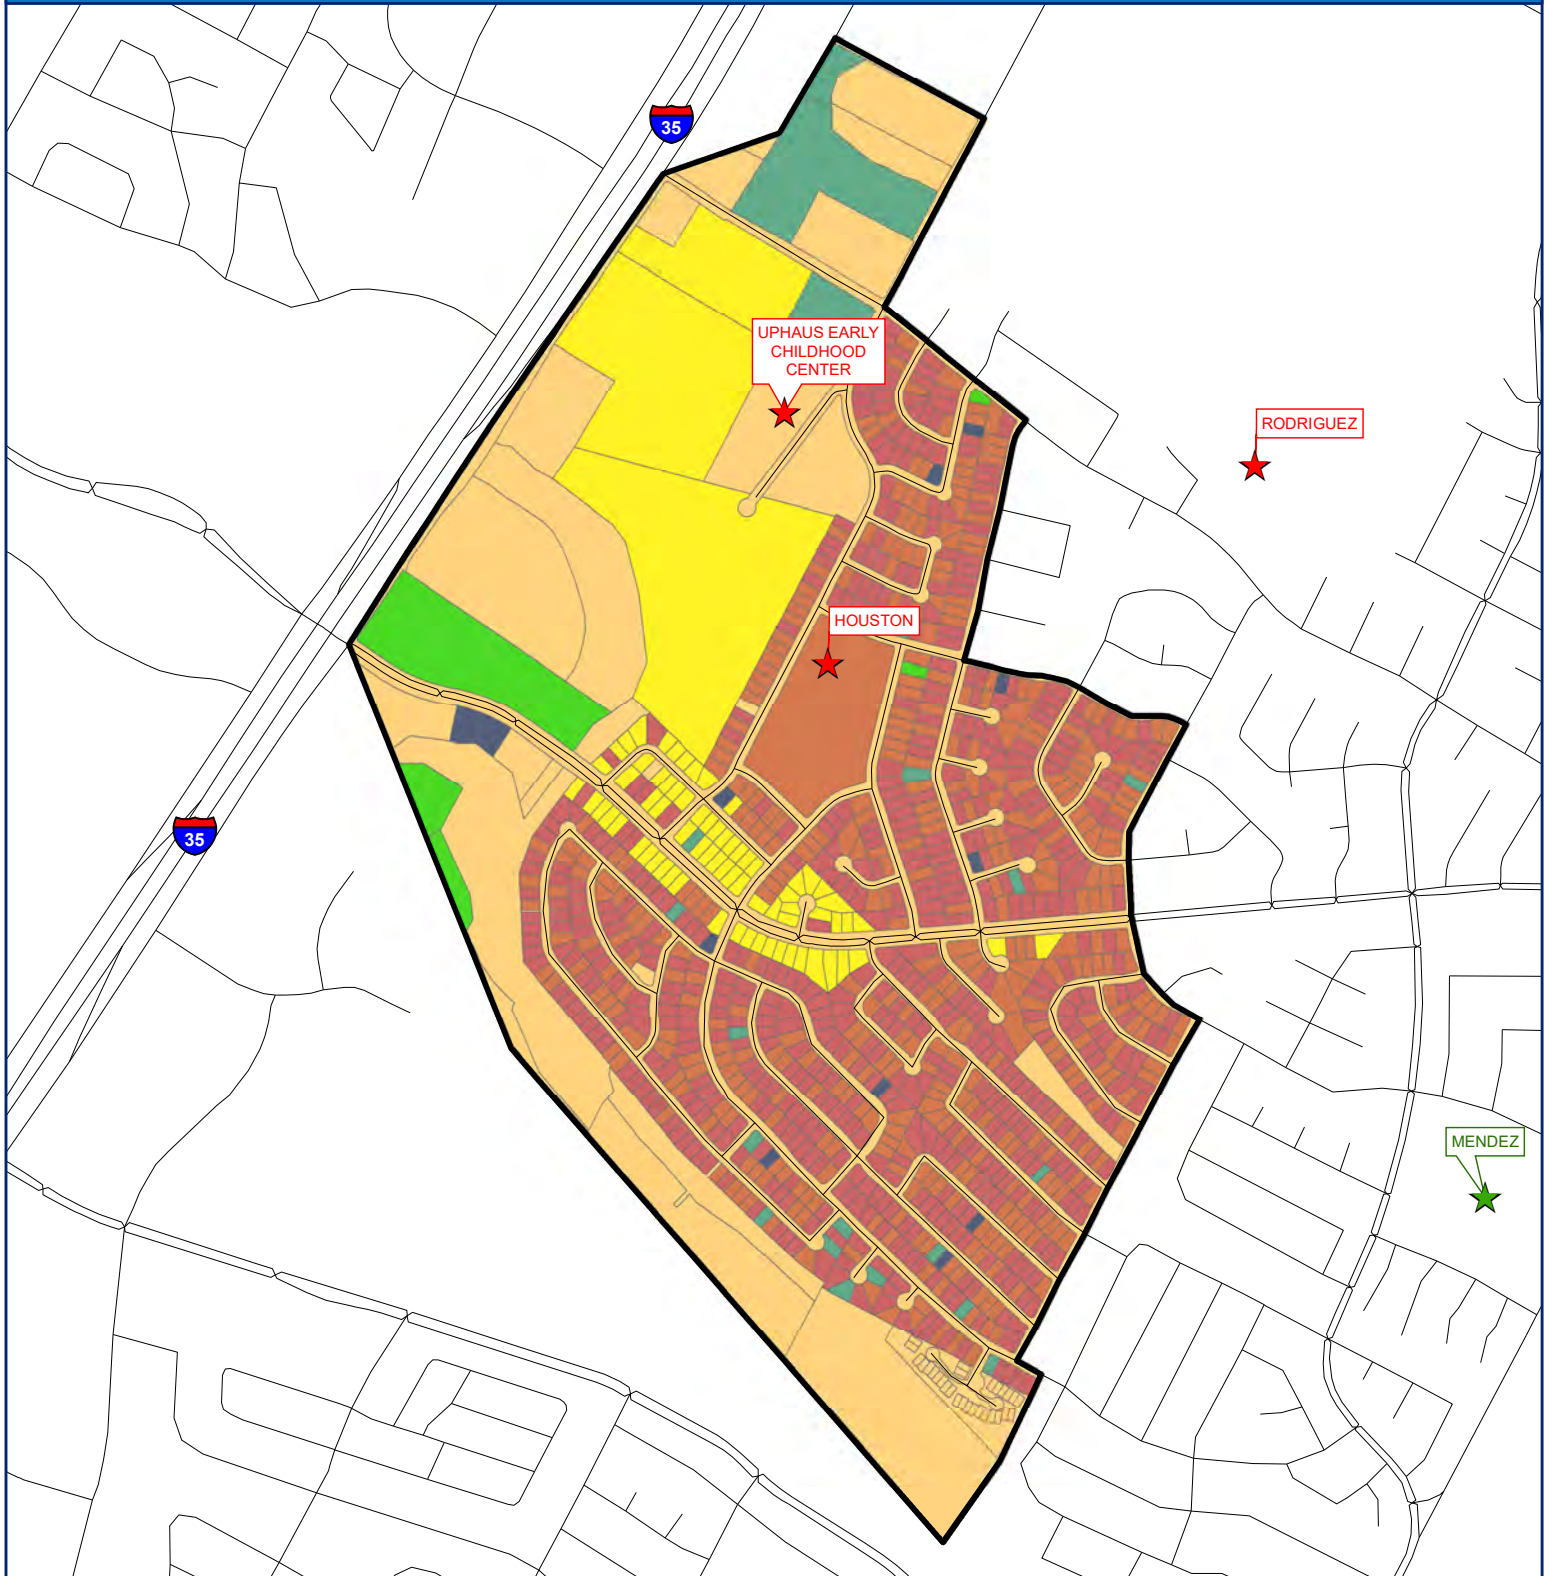 35
UPHAUS EARLY
CHILDHOOD
CENTER
RODRIGUEZ
HOUSTON
35
MENDEZ